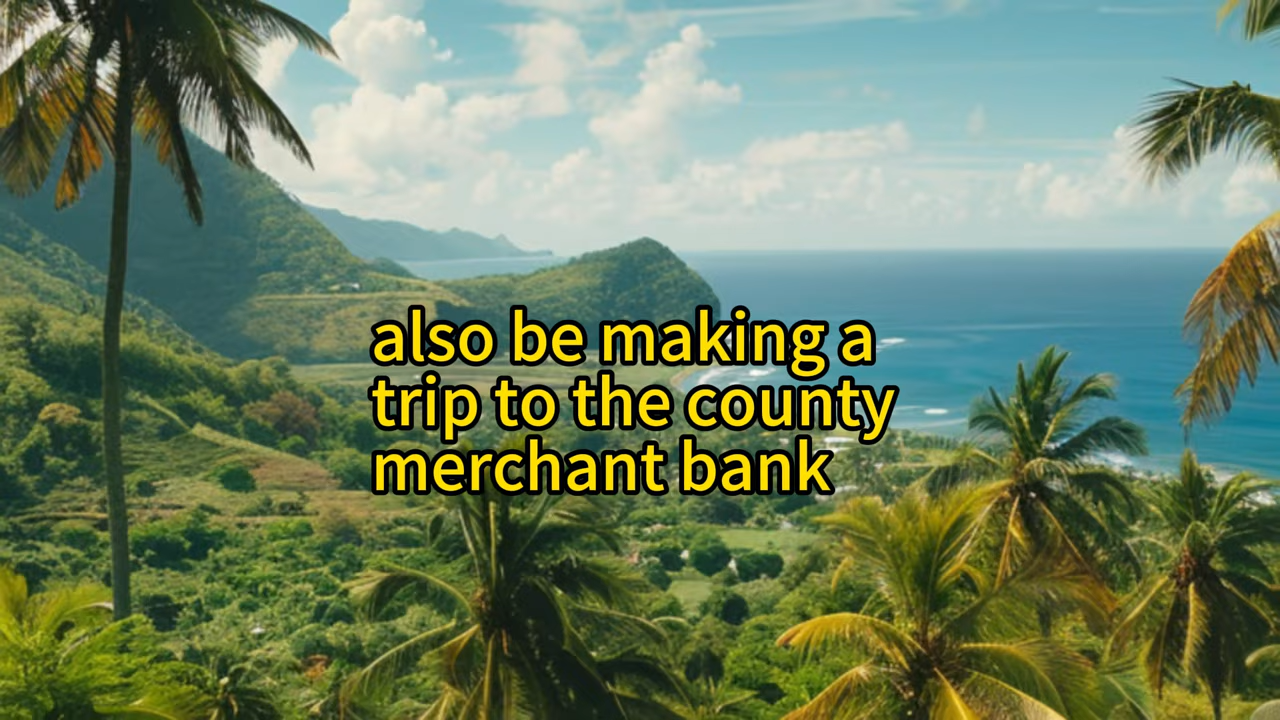 also be making a
trip to the county
merchant bank